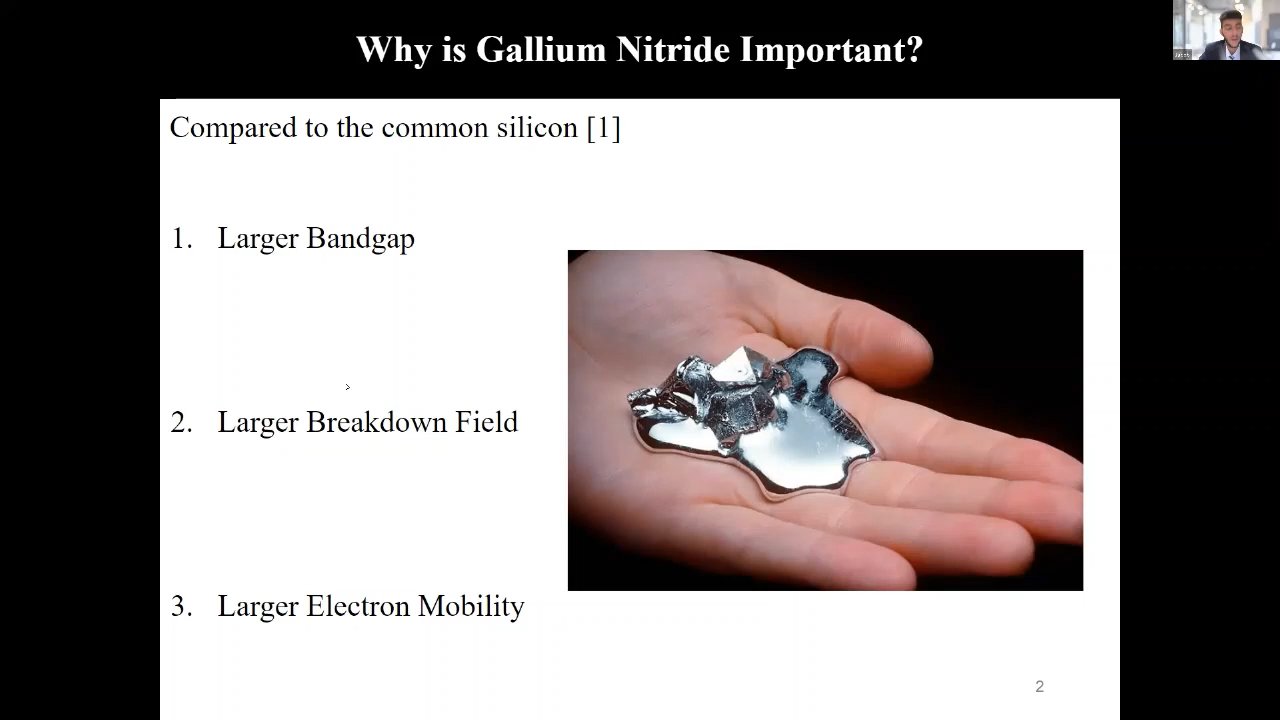 Why is Gallium Nitride Important?
Compared to the common silicon [1]
1. Larger Bandgap
2. Larger Breakdown Field
3. Larger Electron Mobility
2